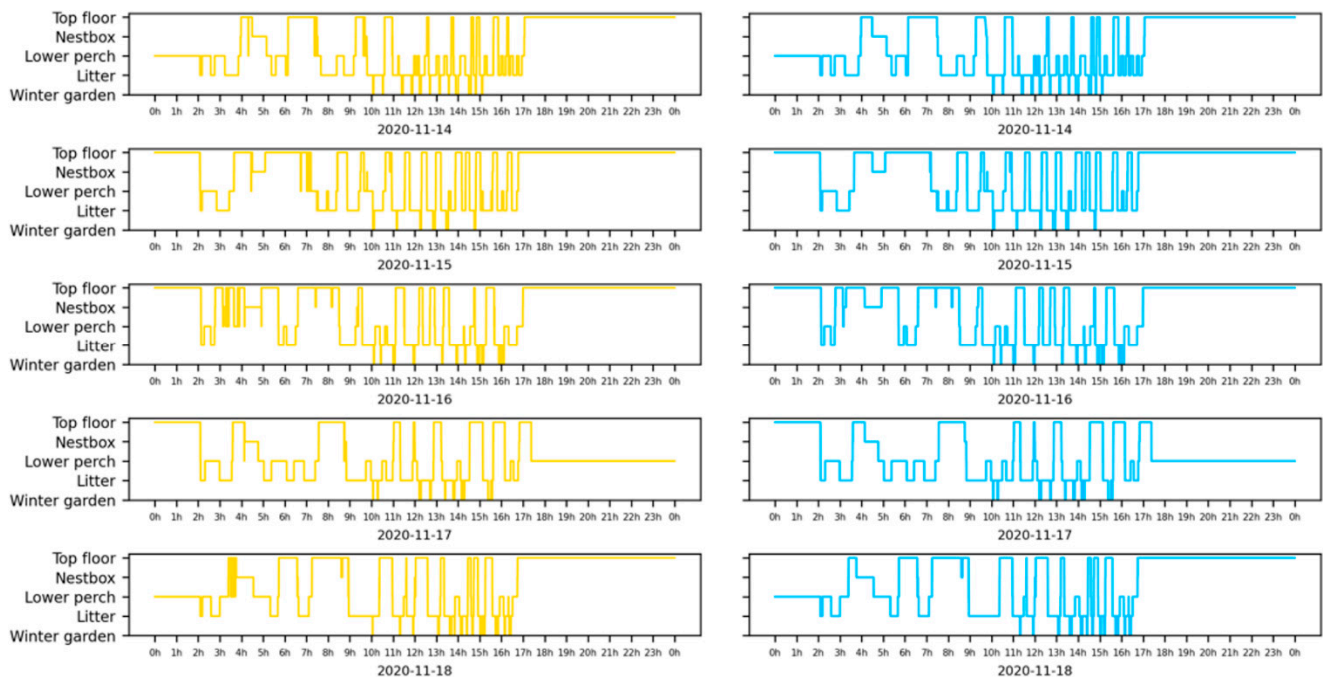 Top floor
Nestbox
Lower perch
Litter
Winter garden
0h 1h 2h 3h 4h 5h 6h 7h 8h 9h 10h 11h 12h 13h 14h 15h 16h 17h 18h 19h 20h 21h 22h 23h 0h
2020-11-14
0h 1h 2h 3h 4h 5h 6h 7h 8h 9h 10h 11h 12h 13h 14h 15h 16h 17h 18h 19h 20h 21h 22h 23h 0h
2020-11-14
Top floor
Nestbox
Lower perch
Litter
Winter garden
0h 1h 2h 3h 4h 5h 6h 7h 8h 9h 10h 11h 12h 13h 14h 15h 16h 17h 18h 19h 20h 21h 22h 23h 0h
2020-11-15
0h 1h 2h 3h 4h 5h 6h 7h 8h 9h 10h 11h 12h 13h 14h 15h 16h 17h 18h 19h 20h 21h 22h 23h 0h
2020-11-15
Top floor
Nestbox
Lower perch
Litter
Winter garden
0h 1h 2h 3h 4h 5h 6h 7h 8h 9h 10h 11h 12h 13h 14h 15h 16h 17h 18h 19h 20h 21h 22h 23h 0h
2020-11-16
0h 1h 2h 3h 4h 5h 6h 7h 8h 9h 10h 11h 12h 13h 14h 15h 16h 17h 18h 19h 20h 21h 22h 23h 0h
2020-11-16
Top floor
Nestbox
Lower perch
Litter
Winter garden
0h 1h 2h 3h 4h 5h 6h 7h 8h 9h 10h 11h 12h 13h 14h 15h 16h 17h 18h 19h 20h 21h 22h 23h 0h
2020-11-17
0h 1h 2h 3h 4h 5h 6h 7h 8h 9h 10h 11h 12h 13h 14h 15h 16h 17h 18h 19h 20h 21h 22h 23h 0h
2020-11-17
Top floor
Nestbox
Lower perch
Litter
Winter garden
0h 1h 2h 3h 4h 5h 6h 7h 8h 9h 10h 11h 12h 13h 14h 15h 16h 17h 18h 19h 20h 21h 22h 23h 0h
2020-11-18
0h 1h 2h 3h 4h 5h 6h 7h 8h 9h 10h 11h 12h 13h 14h 15h 16h 17h 18h 19h 20h 21h 22h 23h 0h
2020-11-18